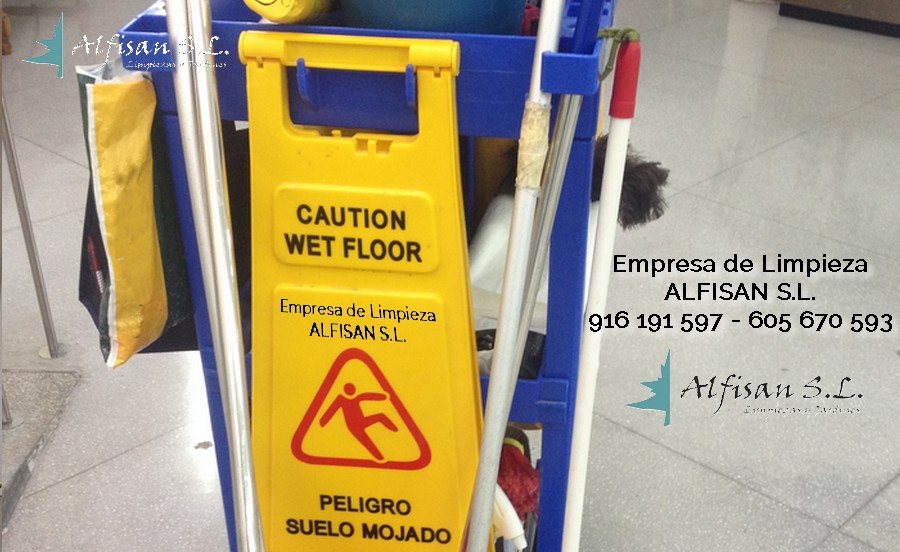 Alfisan S.L.
Limpiezas y Jardines
CAUTION
WET FLOOR
Empresa de Limpieza
ALFISAN S.L.
PELIGRO
SUELO MOJADO
Empresa de Limpieza
ALFISAN S.L.
916 191 597 - 605 670 593
Alfisan S.L.
Limpiezas y Jardines